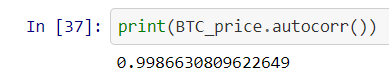 In [37]: print(BTC_price.autocorr())
0.9986630809622649